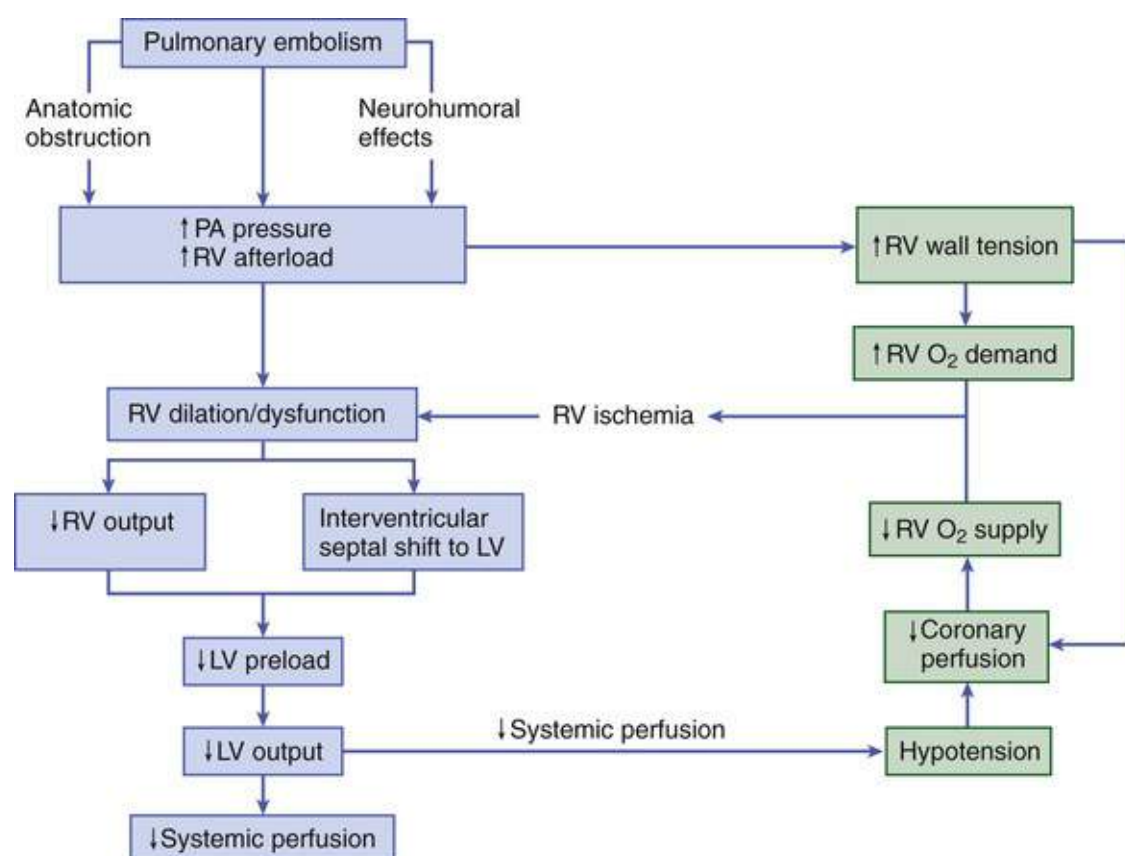 Pulmonary embolism
Anatomic
obstruction
Neurohumoral
effects
↑PA pressure
↑RV afterload
↑RV wall tension
↑RV O₂ demand
RV dilation/dysfunction
RV ischemia
↓RV output
Interventricular
septal shift to LV
↓RV O₂ supply
↓LV preload
↓Coronary
perfusion
↓LV output
↓Systemic perfusion
Hypotension
↓Systemic perfusion